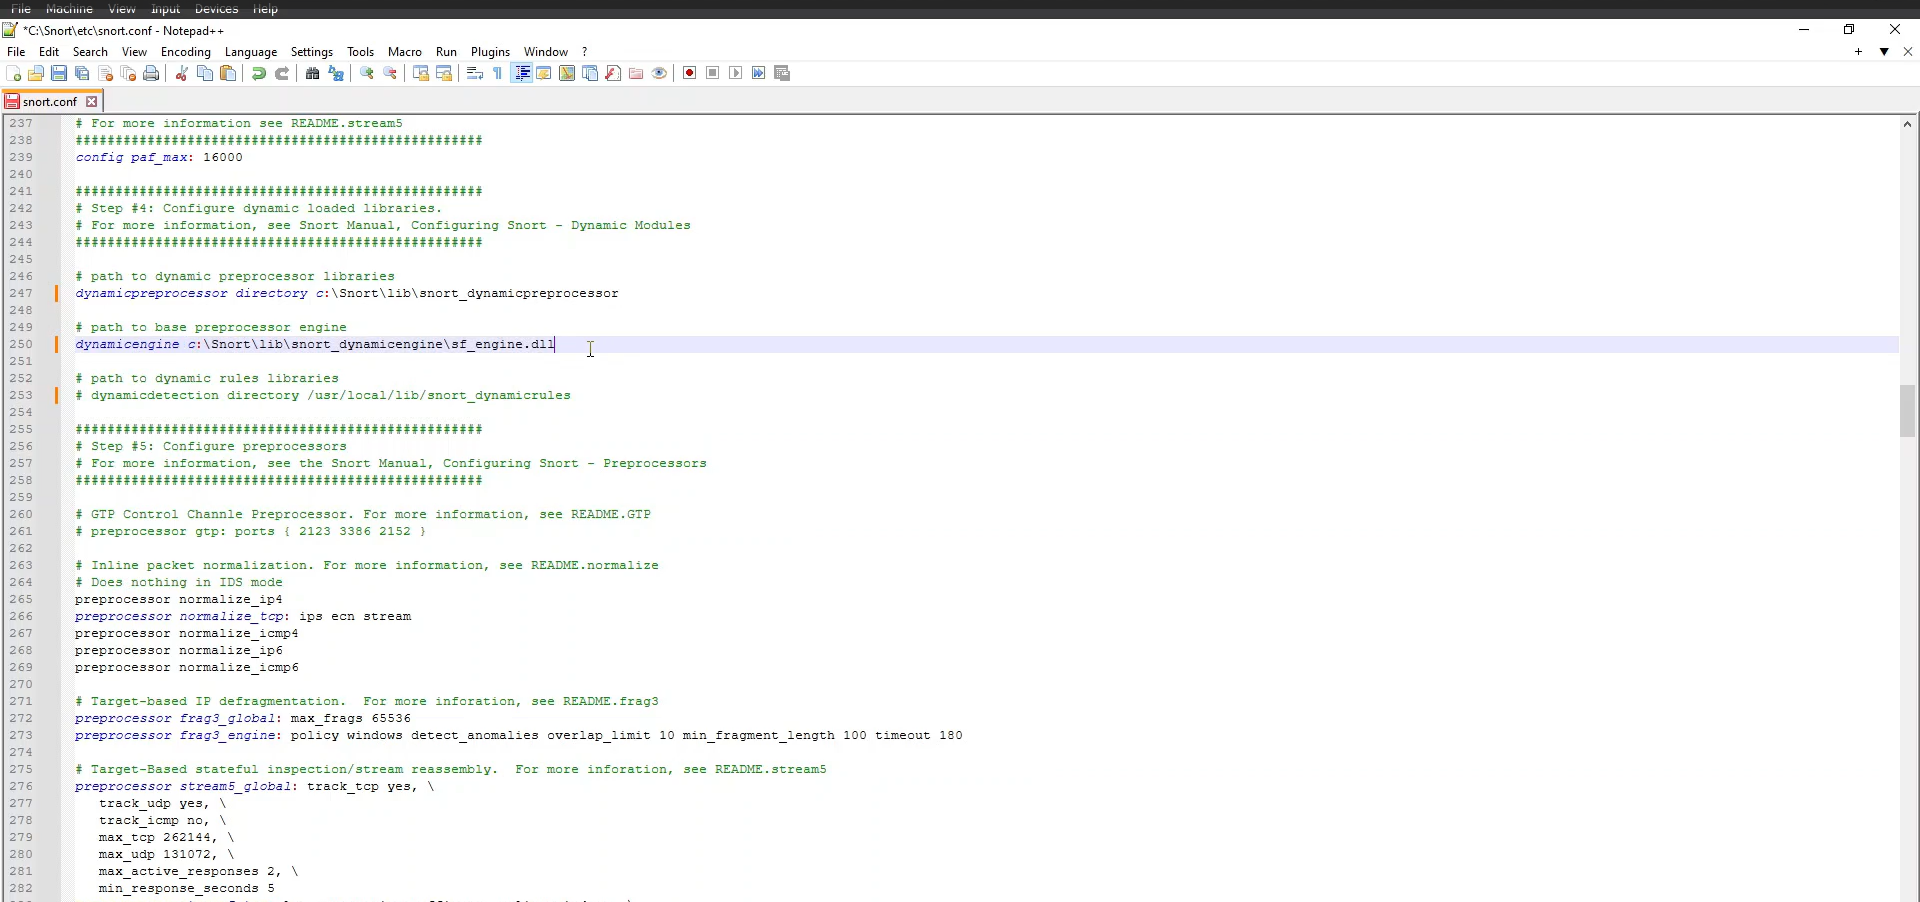 File Machine View Input Devices Help
*C:\Snort\etc\snort.conf - Notepad++
File Edit Search View Encoding Language Settings Tools Macro Run Plugins Window ?
snort.conf
237 # For more information see README.stream5
238 ###################################################
239 config paf_max: 16000
240
241 ###################################################
242 # Step #4: Configure dynamic loaded libraries.
243 # For more information, see Snort Manual, Configuring Snort - Dynamic Modules
244 ###################################################
245
246 # path to dynamic preprocessor libraries
247 dynamicpreprocessor directory c:\Snort\lib\snort_dynamicpreprocessor
248
249 # path to base preprocessor engine
250 dynamicengine c:\Snort\lib\snort_dynamicengine\sf_engine.dll
251
252 # path to dynamic rules libraries
253 # dynamicdetection directory /usr/local/lib/snort_dynamicrules
254
255 ###################################################
256 # Step #5: Configure preprocessors
257 # For more information, see the Snort Manual, Configuring Snort - Preprocessors
258 ###################################################
259
260 # GTP Control Channle Preprocessor. For more information, see README.GTP
261 # preprocessor gtp: ports { 2123 3386 2152 }
262
263 # Inline packet normalization. For more information, see README.normalize
264 # Does nothing in IDS mode
265 preprocessor normalize_ip4
266 preprocessor normalize_tcp: ips ecn stream
267 preprocessor normalize_icmp4
268 preprocessor normalize_ip6
269 preprocessor normalize_icmp6
270
271 # Target-based IP defragmentation.  For more inforation, see README.frag3
272 preprocessor frag3_global: max_frags 65536
273 preprocessor frag3_engine: policy windows detect_anomalies overlap_limit 10 min_fragment_length 100 timeout 180
274
275 # Target-Based stateful inspection/stream reassembly.  For more inforation, see README.stream5
276 preprocessor stream5_global: track_tcp yes, \
277 track_udp yes, \
278 track_icmp no, \
279 max_tcp 262144, \
280 max_udp 131072, \
281 max_active_responses 2, \
282 min_response_seconds 5